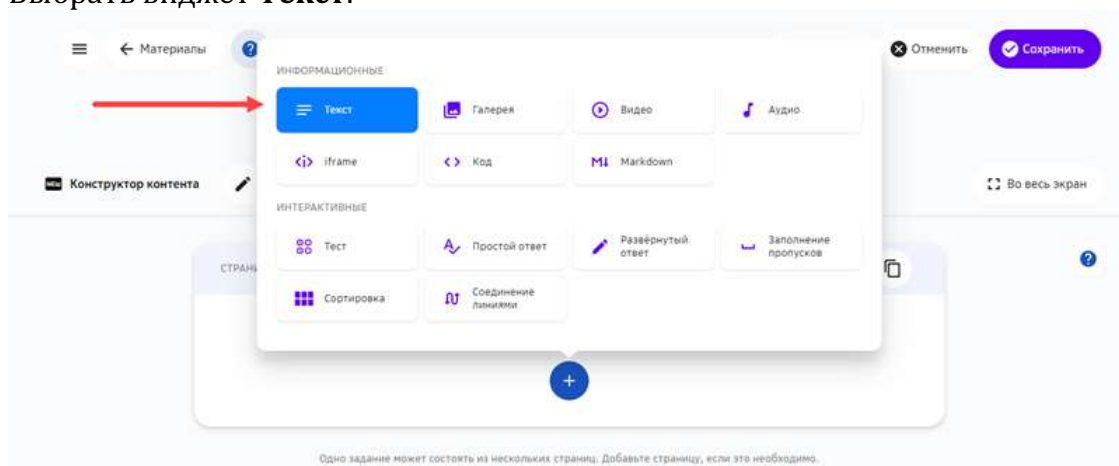 Выбрать виджет Текст.
Материалы
Отменить
Сохранить
ИНФОРМАЦИОННЫЕ
Текст Галерея Видео Аудио
iframe Код Markdown
NEW Конструктор контента
Во весь экран
ИНТЕРАКТИВНЫЕ
Тест Простой ответ Развёрнутый ответ Заполнение пропусков
Сортировка Соединение линиями
Одно задание может состоять из нескольких страниц. Добавьте страницу, если это необходимо.